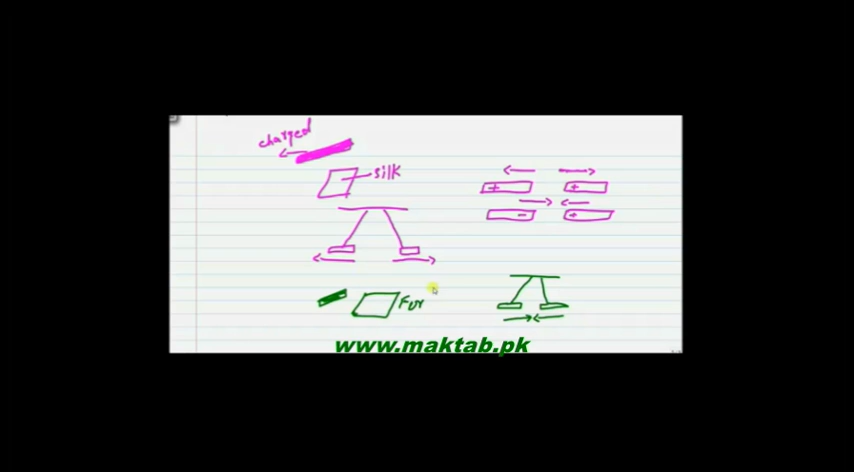 charged
silk
+ +
- +
Fur
www.maktab.pk